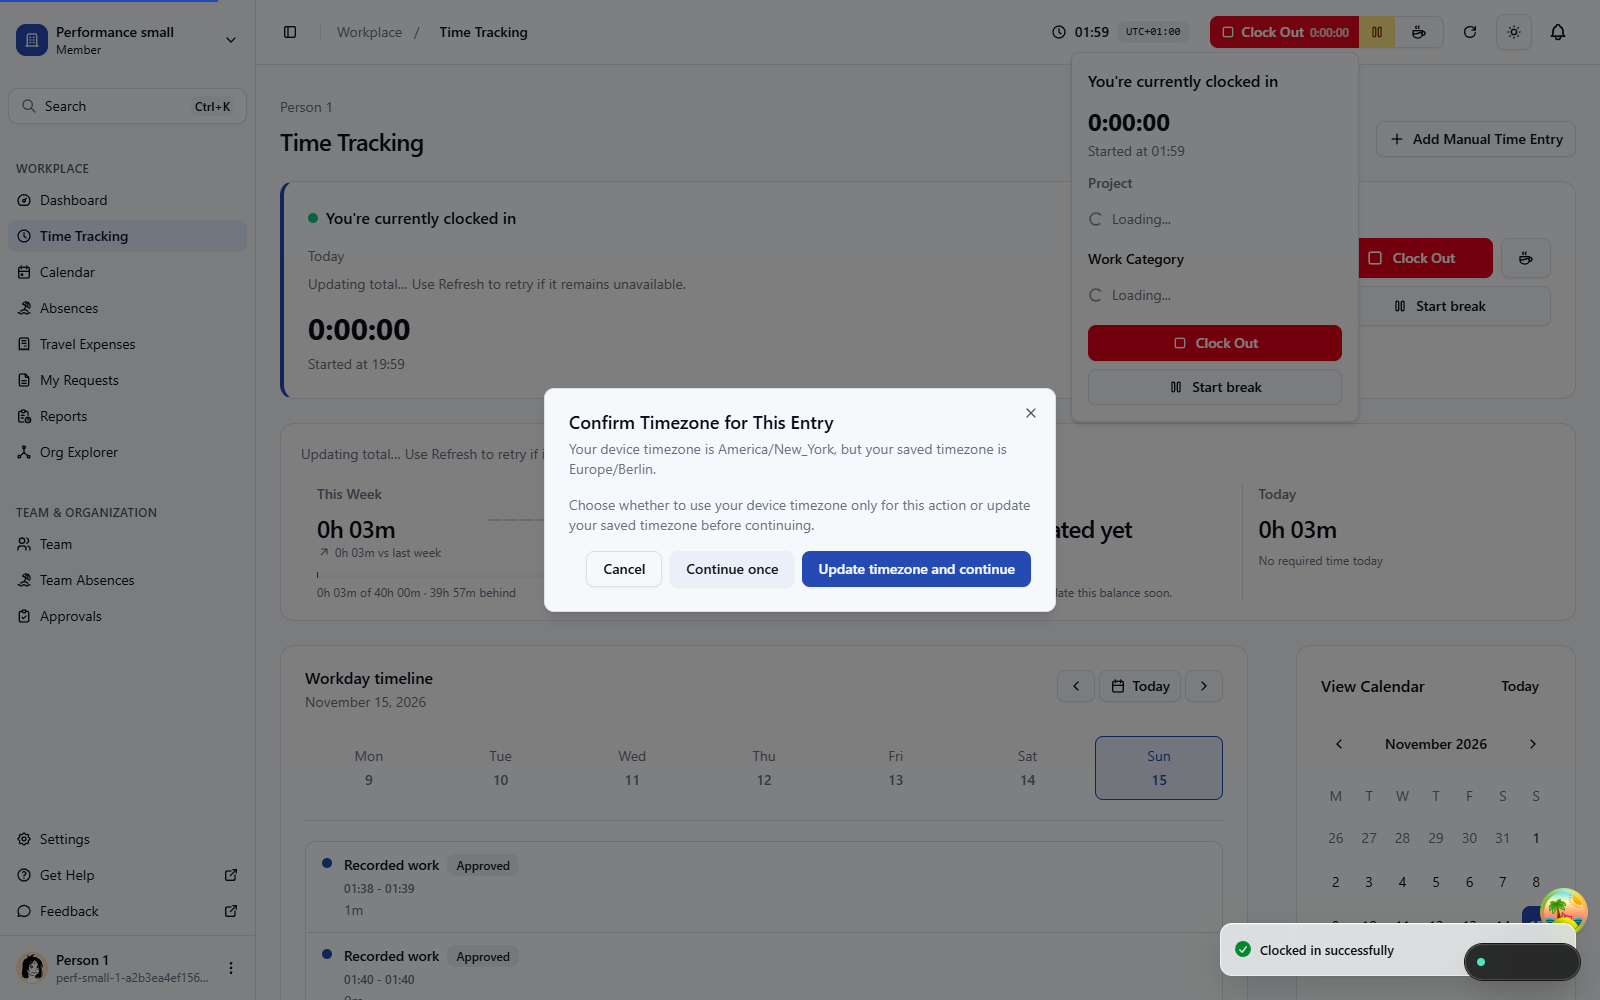 Performance small
Member
Search
Ctrl+K
WORKPLACE
Dashboard
Time Tracking
Calendar
Absences
Travel Expenses
My Requests
Reports
Org Explorer
TEAM & ORGANIZATION
Team
Team Absences
Approvals
Settings
Get Help
Feedback
Person 1
perf-small-1-a2b3ea4ef156...
Workplace / Time Tracking
01:59 UTC+01:00
Clock Out 0:00:00
Person 1
Time Tracking
Add Manual Time Entry
You're currently clocked in
Today
Updating total... Use Refresh to retry if it remains unavailable.
0:00:00
Started at 19:59
Clock Out
Start break
You're currently clocked in
0:00:00
Started at 01:59
Project
Loading...
Work Category
Loading...
Clock Out
Start break
Confirm Timezone for This Entry
Your device timezone is America/New_York, but your saved timezone is
Europe/Berlin.
Choose whether to use your device timezone only for this action or update
your saved timezone before continuing.
Cancel
Continue once
Update timezone and continue
Updating total... Use Refresh to retry if i
This Week
0h 03m
0h 03m vs last week
0h 03m of 40h 00m · 39h 57m behind
ated yet
ate this balance soon.
Today
0h 03m
No required time today
Workday timeline
November 15, 2026
Today
Mon Tue Wed Thu Fri Sat Sun
9 10 11 12 13 14 15
Recorded work Approved
01:38 - 01:39
1m
Recorded work Approved
01:40 - 01:40
View Calendar
Today
November 2026
M T W T F S S
26 27 28 29 30 31 1
2 3 4 5 6 7 8
Clocked in successfully